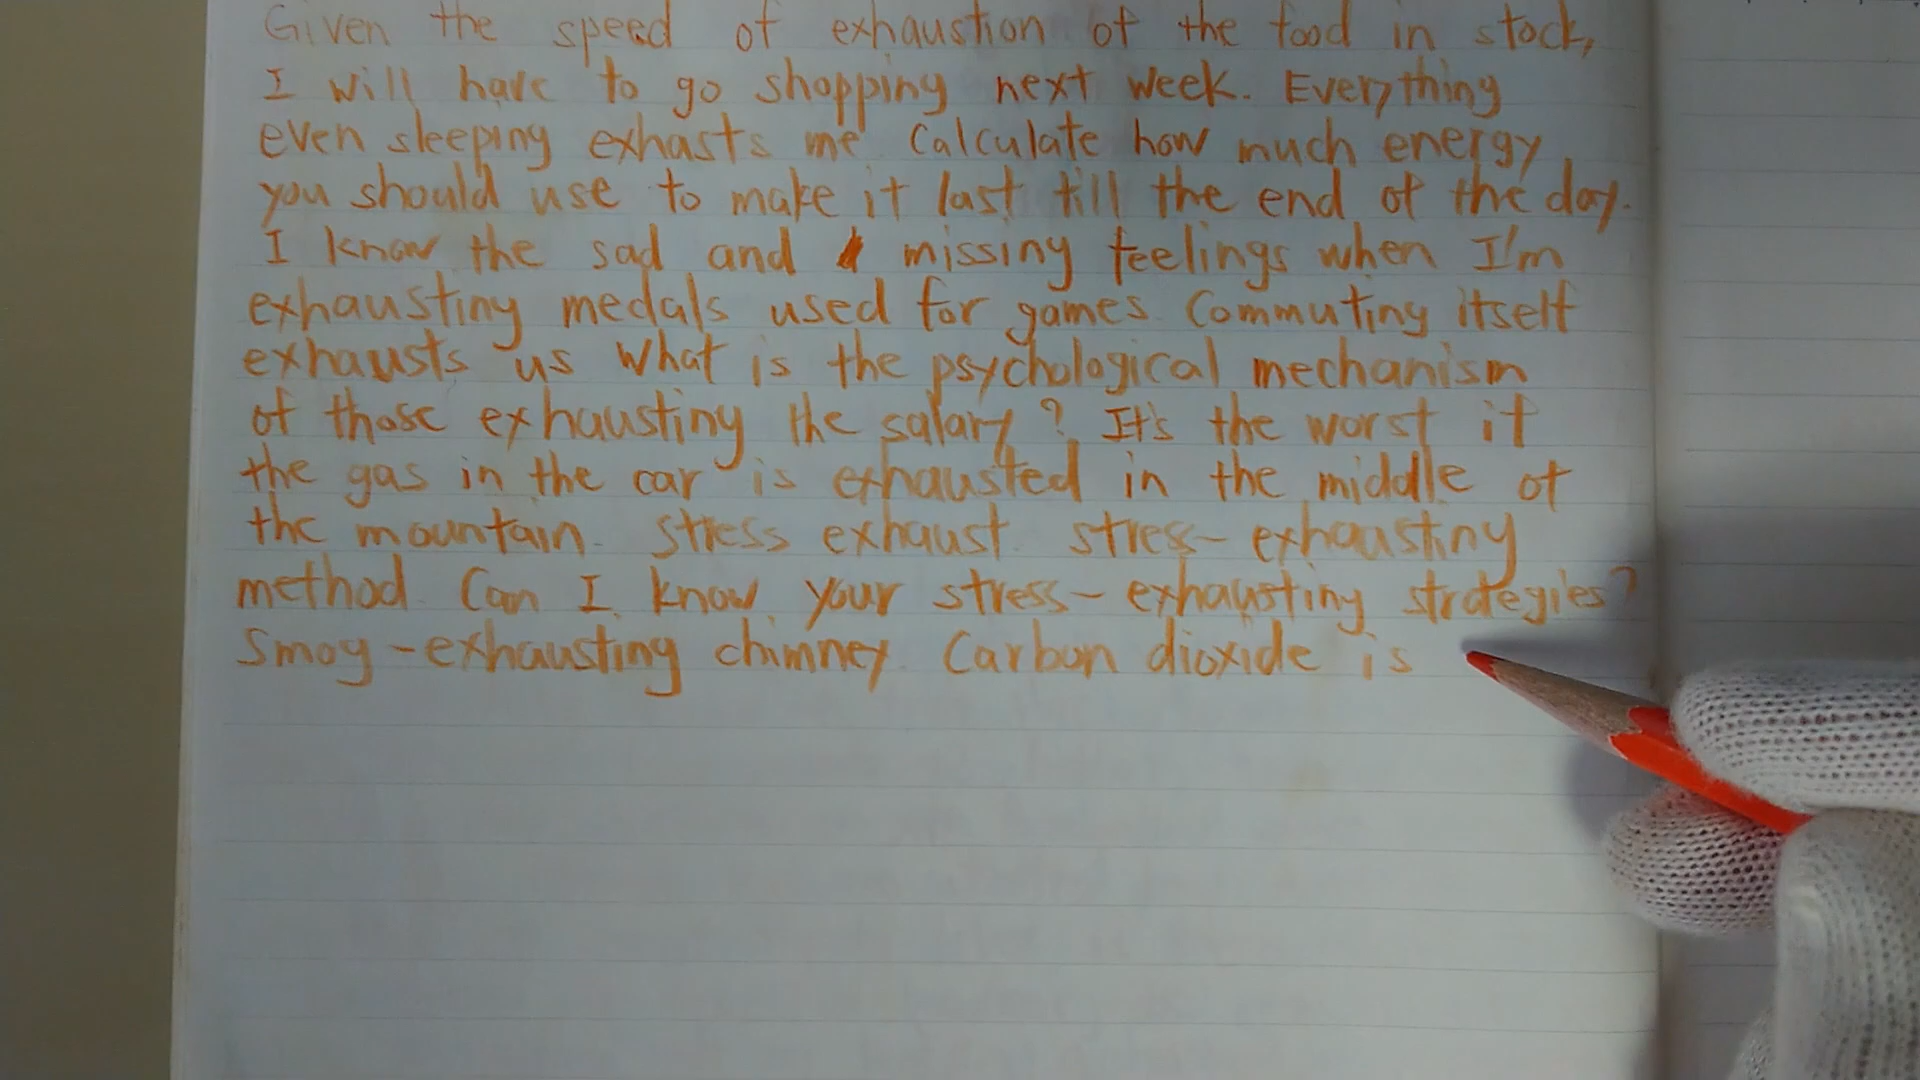 Given the speed of exhaustion of the food in stock,
I will have to go shopping next week. Everything
even sleeping exhasts me Calculate how much energy
you should use to make it last till the end of the day.
I know the sad and missing feelings when I'm
exhausting medals used for games. Commuting itself
exhausts us What is the psychological mechanism
of those exhausting the salary? It's the worst if
the gas in the car is exhausted in the middle of
the mountain. Stress exhaust. stress-exhausting
method. Can I know your stress-exhausting strategies?
Smog-exhausting chimney. Carbon dioxide is